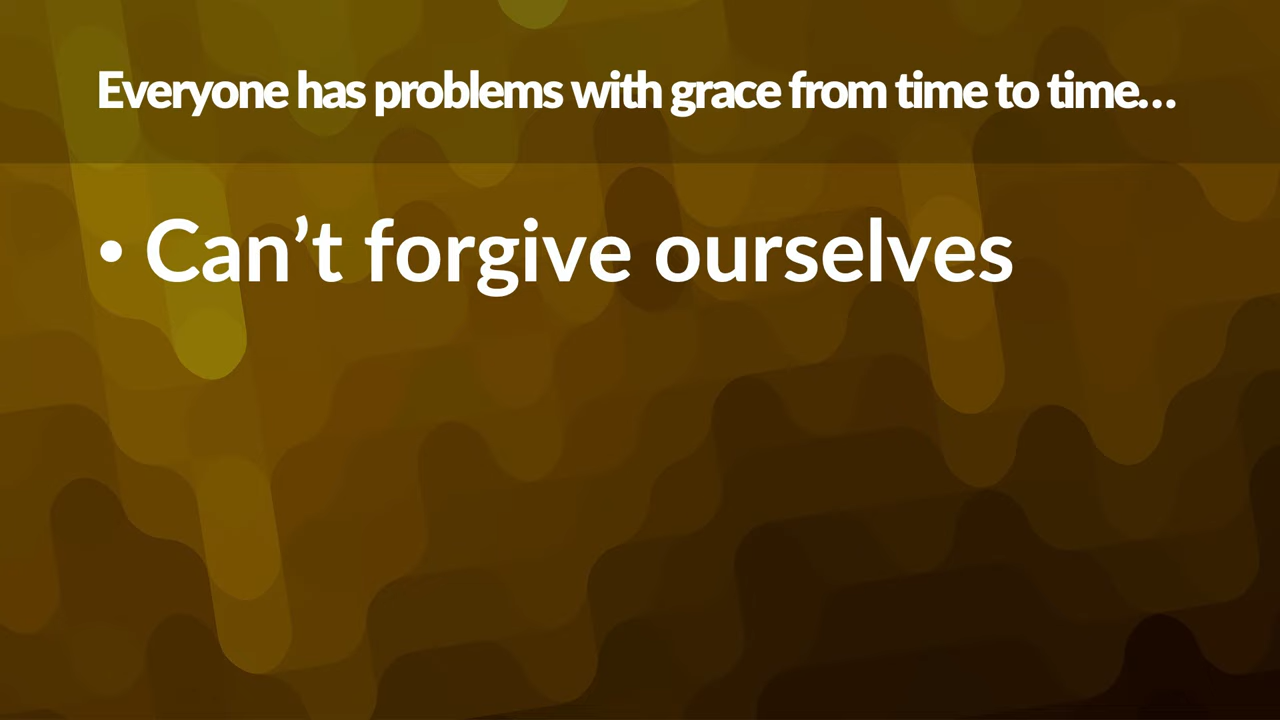 Everyone has problems with grace from time to time…
• Can’t forgive ourselves